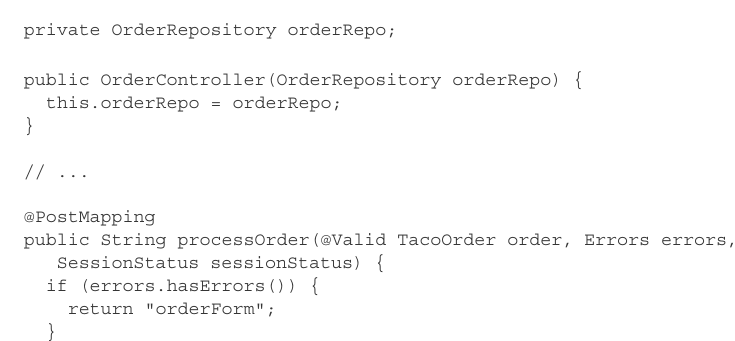 private OrderRepository orderRepo;

public OrderController(OrderRepository orderRepo) {
  this.orderRepo = orderRepo;
}

// ...

@PostMapping
public String processOrder(@Valid TacoOrder order, Errors errors,
   SessionStatus sessionStatus) {
  if (errors.hasErrors()) {
    return "orderForm";
  }